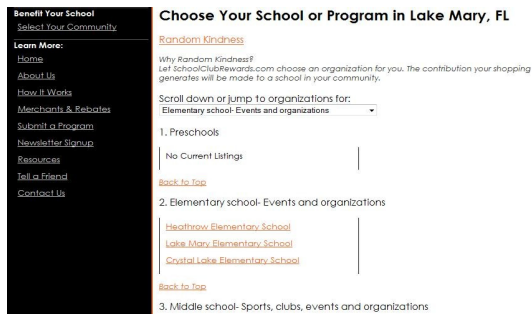 Benefit Your School
Select Your Community
Learn More:
Home
About Us
How It Works
Merchants & Rebates
Submit a Program
Newsletter Signup
Resources
Tell a Friend
Contact Us
Choose Your School or Program in Lake Mary, FL
Random Kindness
Why Random Kindness?
Let SchoolClubRewards.com choose an organization for you. The contribution your shopping
generates will be made to a school in your community.
Scroll down or jump to organizations for:
Elementary school- Events and organizations
1. Preschools
No Current Listings
Back to Top
2. Elementary school- Events and organizations
Heathrow Elementary School
Lake Mary Elementary School
Crystal Lake Elementary School
Back to Top
3. Middle school- Sports, clubs, events and organizations